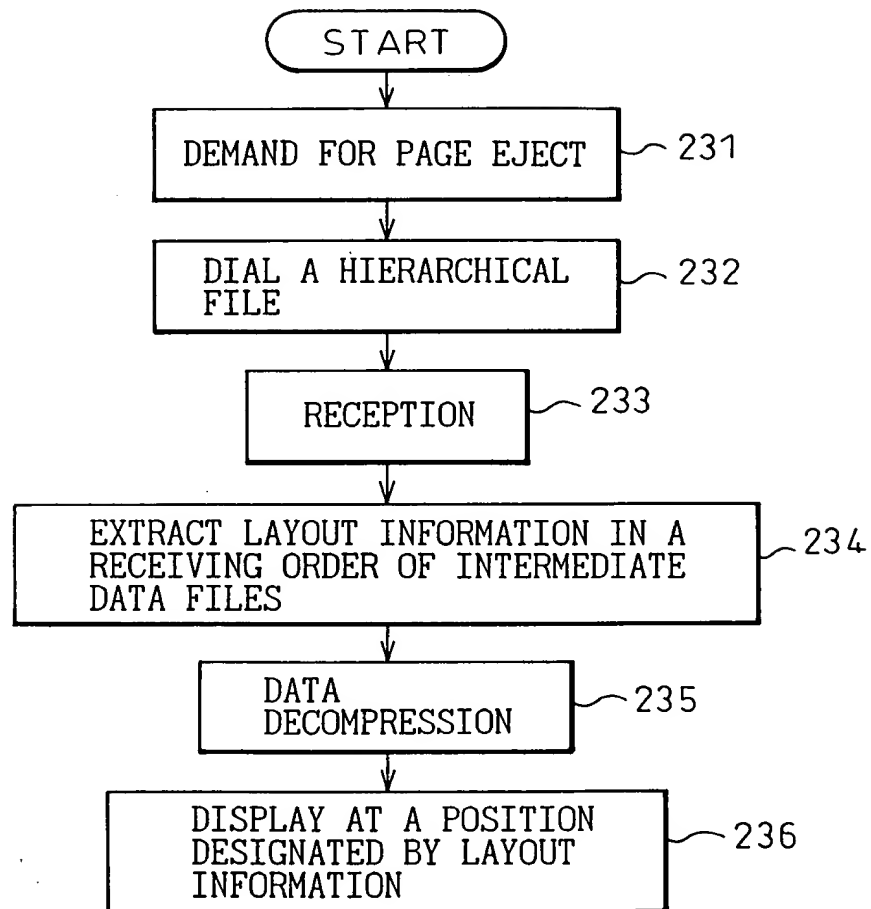 START
DEMAND FOR PAGE EJECT
231
DIAL A HIERARCHICAL
FILE
232
RECEPTION
233
EXTRACT LAYOUT INFORMATION IN A
RECEIVING ORDER OF INTERMEDIATE
DATA FILES
234
DATA
DECOMPRESSION
235
DISPLAY AT A POSITION
DESIGNATED BY LAYOUT
INFORMATION
236